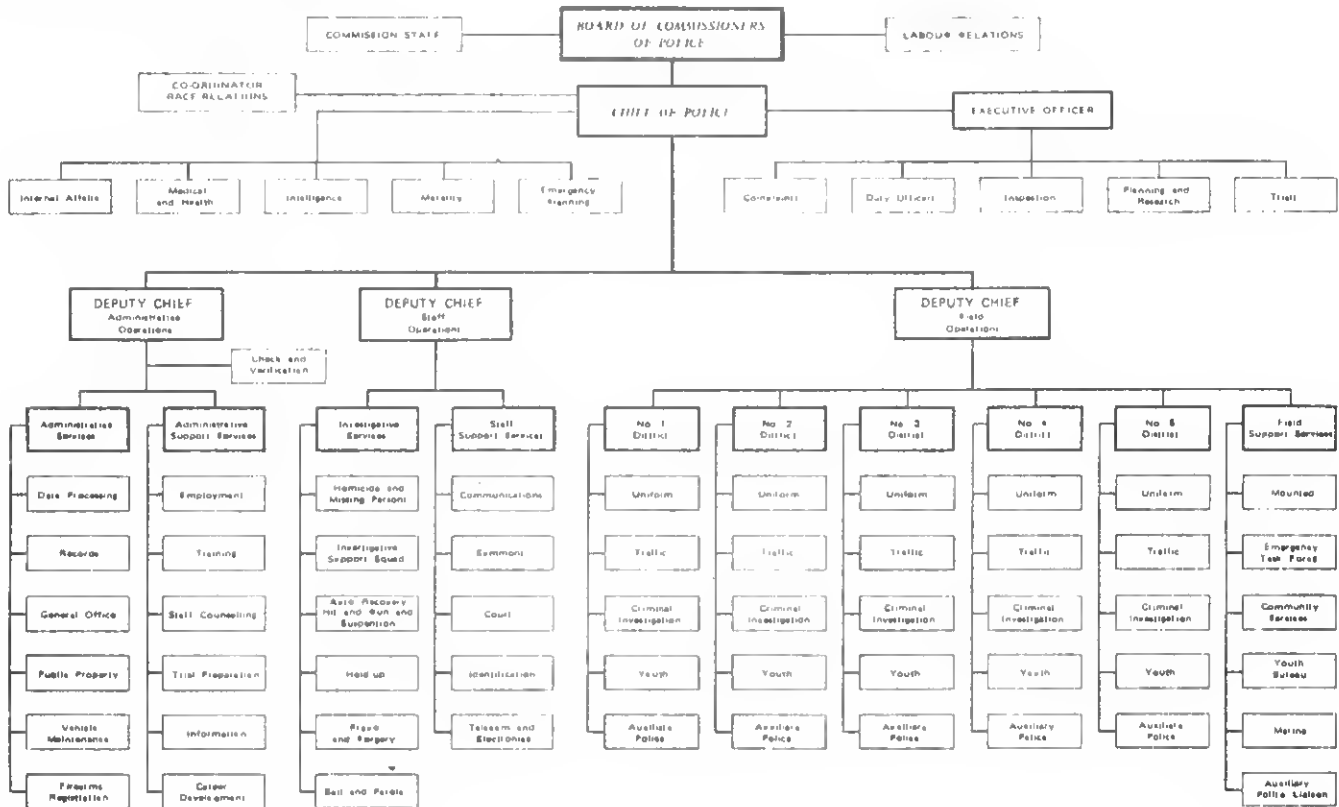 BOARD OF COMMISSIONERS
OF POLICE
COMMISSION STAFF
LABOUR RELATIONS
CO-ORDINATOR
RACE RELATIONS
CHIEF OF POLICE
EXECUTIVE OFFICER
Internal Affairs
Medical
and Health
Intelligence
Morality
Emergency
Planning
Complaints
Duty Officers
Inspection
Planning and
Research
Trials
DEPUTY CHIEF
Administrative
Operations
DEPUTY CHIEF
Staff
Operations
DEPUTY CHIEF
Field
Operations
Check and
Verification
Administrative
Services
Administrative
Support Services
Investigative
Services
Staff
Support Services
No. 1
District
No. 2
District
No. 3
District
No. 4
District
No. 5
District
Field
Support Services
Data Processing
Employment
Homicide and
Missing Persons
Communications
Uniform
Uniform
Uniform
Uniform
Uniform
Mounted
Records
Training
Investigative
Support Squad
Summons
Traffic
Traffic
Traffic
Traffic
Traffic
Emergency
Task Force
General Office
Staff Counselling
Auto Recovery
Hit and Run and
Suspension
Court
Criminal
Investigation
Criminal
Investigation
Criminal
Investigation
Criminal
Investigation
Criminal
Investigation
Community
Services
Public Property
Trial Preparation
Hold up
Identification
Youth
Youth
Youth
Youth
Youth
Youth
Bureau
Vehicle
Maintenance
Information
Fraud
and Forgery
Telecom and
Electronics
Auxiliary
Police
Auxiliary
Police
Auxiliary
Police
Auxiliary
Police
Auxiliary
Police
Marine
Firearms
Registration
Career
Development
Bail and Parole
Auxiliary
Police Liaison